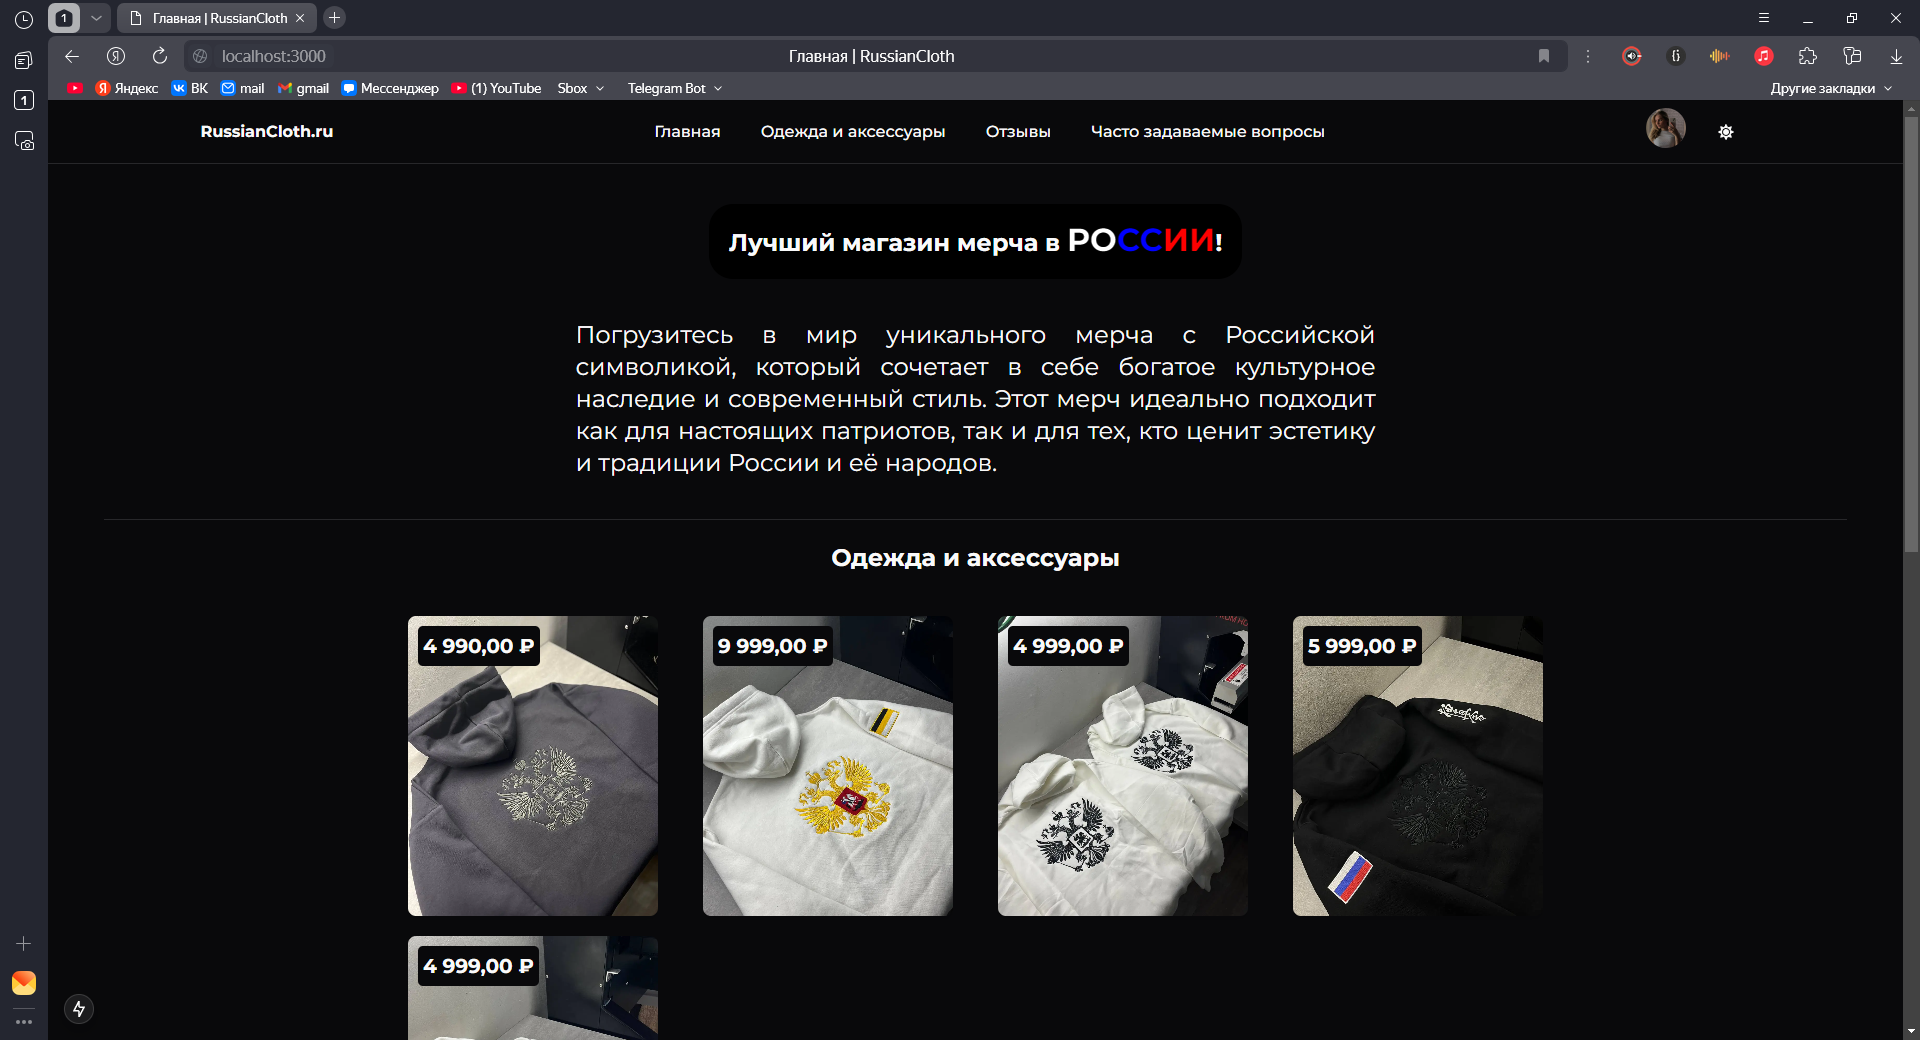 1
Главная | RussianCloth
localhost:3000
Главная | RussianCloth
Яндекс
ВК
mail
gmail
Мессенджер
(1) YouTube
Sbox
Telegram Bot
Другие закладки
1
RussianCloth.ru
Главная
Одежда и аксессуары
Отзывы
Часто задаваемые вопросы
Лучший магазин мерча в РОССИИ!
Погрузитесь в мир уникального мерча с Российской
символикой, который сочетает в себе богатое культурное
наследие и современный стиль. Этот мерч идеально подходит
как для настоящих патриотов, так и для тех, кто ценит эстетику
и традиции России и её народов.
Одежда и аксессуары
4 990,00 ₽
9 999,00 ₽
4 999,00 ₽
5 999,00 ₽
4 999,00 ₽